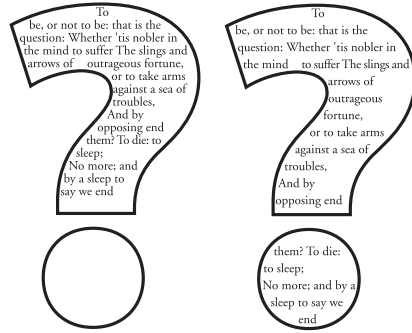 To
be, or not to be: that is the
question: Whether 'tis nobler in
the mind to suffer The slings and
arrows of outrageous fortune,
or to take arms
against a sea of
troubles,
And by
opposing end
them? To die: to
sleep;
No more; and
by a sleep to
say we end
To
be, or not to be: that is the
question: Whether 'tis nobler in
the mind to suffer The slings and
arrows of
outrageous
fortune,
or to take arms
against a sea of
troubles,
And by
opposing end
them? To die:
to sleep;
No more; and by a
sleep to say we
end